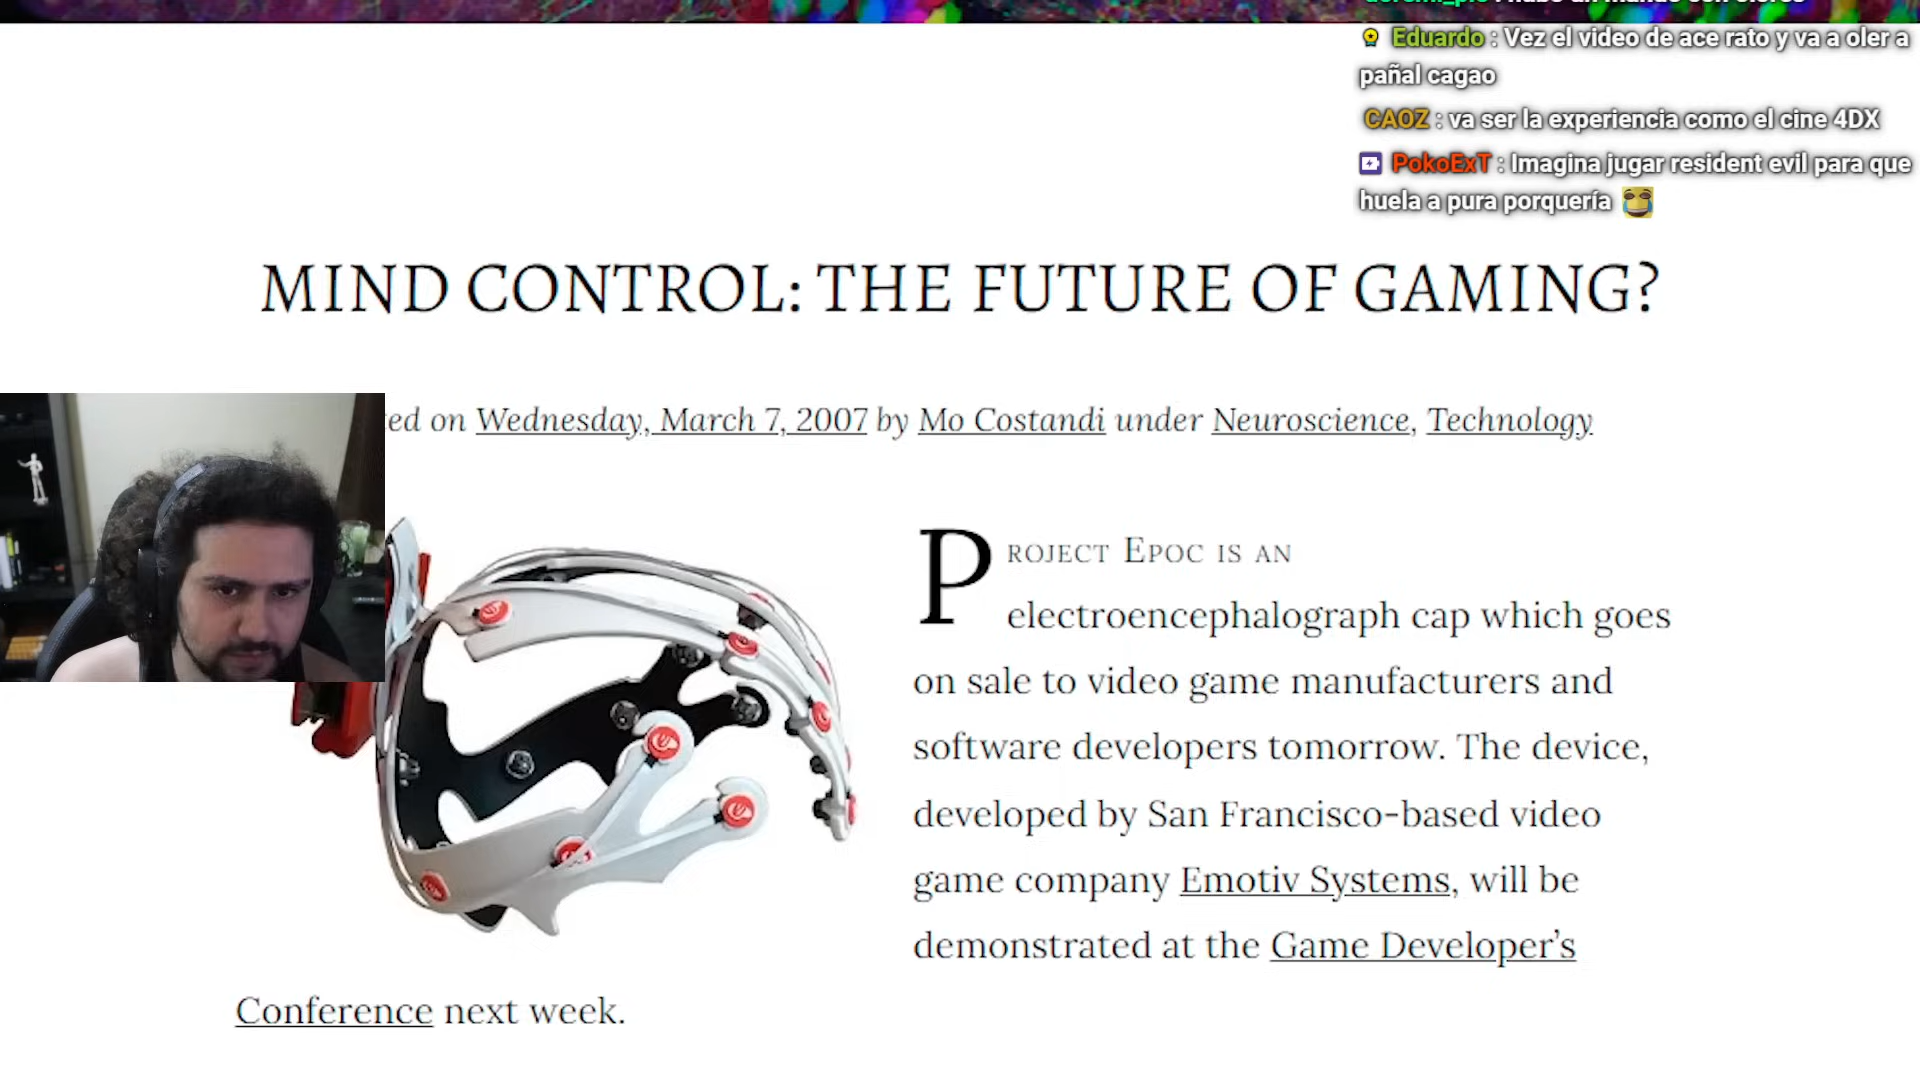 Eduardo : Vez el video de ace rato y va a oler a
pañal cagao
CAOZ : va ser la experiencia como el cine 4DX
PokoExT : Imagina jugar resident evil para que
huela a pura porquería
MIND CONTROL: THE FUTURE OF GAMING?
ed on Wednesday, March 7, 2007 by Mo Costandi under Neuroscience, Technology
PROJECT EPOC IS AN
electroencephalograph cap which goes
on sale to video game manufacturers and
software developers tomorrow. The device,
developed by San Francisco-based video
game company Emotiv Systems, will be
demonstrated at the Game Developer's
Conference next week.